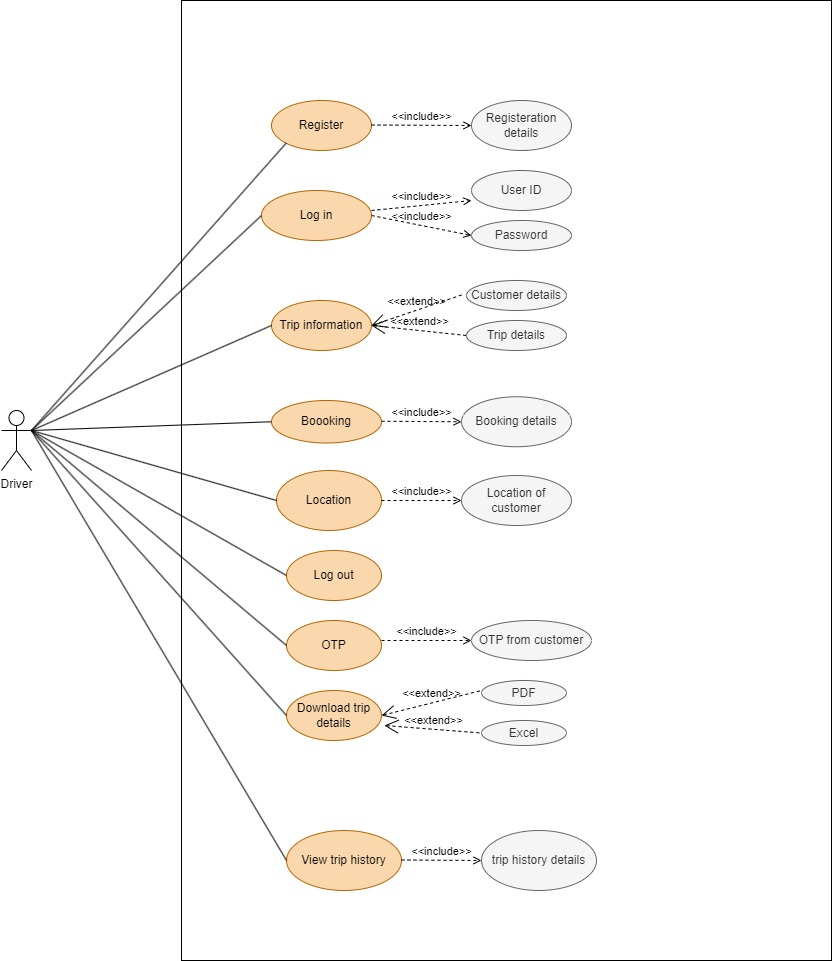 Register
<<include>>
Registeration
details
Log in
<<include>>
<<include>>
User ID
Password
Trip information
<<extend>>
<<extend>>
Customer details
Trip details
Driver
Boooking
<<include>>
Booking details
Location
<<include>>
Location of
customer
Log out
OTP
<<include>>
OTP from customer
Download trip
details
<<extend>>
<<extend>>
PDF
Excel
View trip history
<<include>>
trip history details